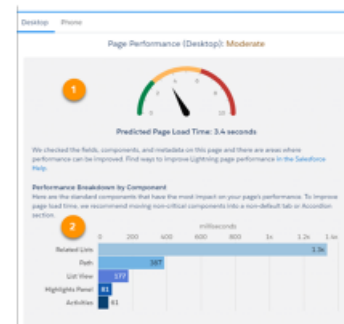 Desktop Phone
Page Performance (Desktop): Moderate
1
Predicted Page Load Time: 3.4 seconds
We checked the fields, components, and metadata on this page and there are areas where
performance can be improved. Find ways to improve Lightning page performance in the Salesforce
Help.
Performance Breakdown by Component
Here are the standard components that have the most impact on your page's performance. To improve
page load time, we recommend moving non-critical components into a non-default tab or Accordion
section.
2
milliseconds
0 200 400 600 800 1k 1.2k 1.4k
Related Lists 1.3k
Path 387
List View 177
Highlights Panel 81
Activities 61